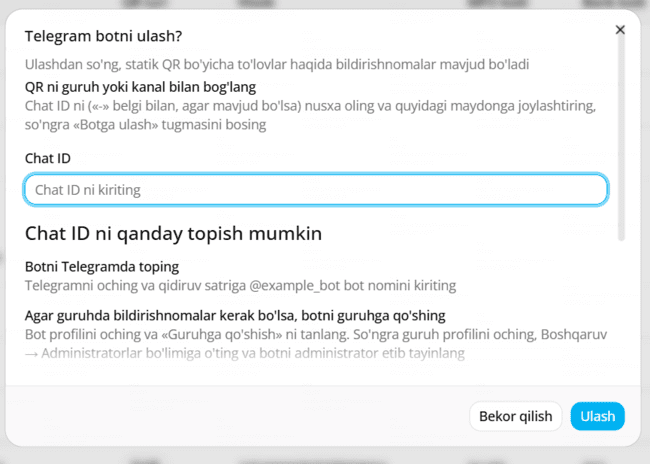 Telegram botni ulash?
Ulashdan so'ng, statik QR bo'yicha to'lovlar haqida bildirishnomalar mavjud bo'ladi
QR ni guruh yoki kanal bilan bog'lang
Chat ID ni («-» belgi bilan, agar mavjud bo'lsa) nusxa oling va quyidagi maydonga joylashtiring,
so'ngra «Botga ulash» tugmasini bosing
Chat ID
Chat ID ni kiriting
Chat ID ni qanday topish mumkin
Botni Telegramda toping
Telegramni oching va qidiruv satriga @example_bot bot nomini kiriting
Agar guruhda bildirishnomalar kerak bo'lsa, botni guruhga qo'shing
Bot profilini oching va «Guruhga qo'shish» ni tanlang. So'ngra guruh profilini oching, Boshqaruv
→ Administratorlar bo'limiga o'ting va botni administrator etib tayinlang
Bekor qilish
Ulash